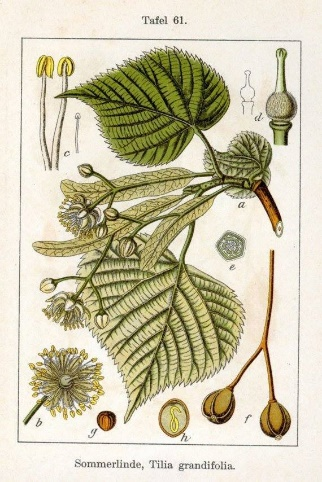 Tafel 61.
c
d
a
e
b
g
h
f
Sommerlinde, Tilia grandifolia.